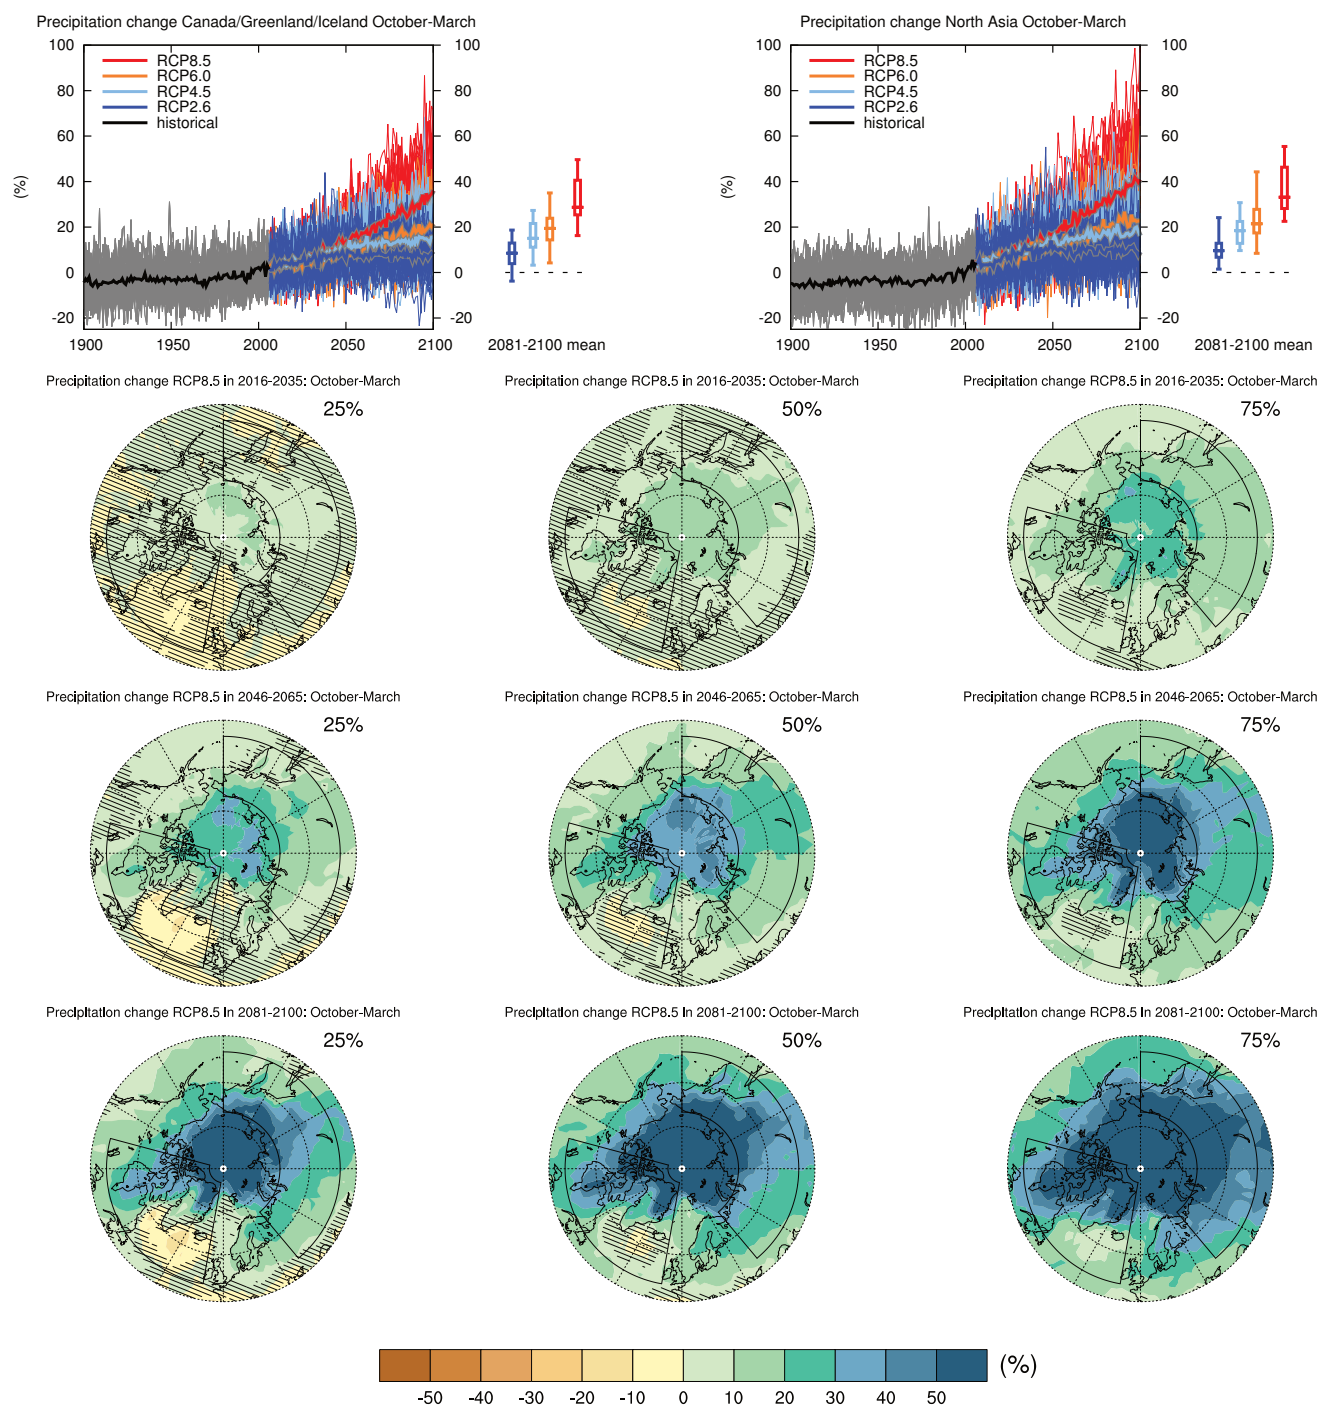 Precipitation change Canada/Greenland/Iceland October-March
Precipitation change North Asia October-March
100 80 60 40 20 0 -20
(%)
RCP8.5
RCP6.0
RCP4.5
RCP2.6
historical
1900 1950 2000 2050 2100
100 80 60 40 20 0 -20
2081-2100 mean
100 80 60 40 20 0 -20
(%)
RCP8.5
RCP6.0
RCP4.5
RCP2.6
historical
1900 1950 2000 2050 2100
100 80 60 40 20 0 -20
2081-2100 mean
Precipitation change RCP8.5 in 2016-2035: October-March
25%
Precipitation change RCP8.5 in 2016-2035: October-March
50%
Precipitation change RCP8.5 in 2016-2035: October-March
75%
Precipitation change RCP8.5 in 2046-2065: October-March
25%
Precipitation change RCP8.5 in 2046-2065: October-March
50%
Precipitation change RCP8.5 in 2046-2065: October-March
75%
Precipitation change RCP8.5 in 2081-2100: October-March
25%
Precipitation change RCP8.5 in 2081-2100: October-March
50%
Precipitation change RCP8.5 in 2081-2100: October-March
75%
(%)
-50 -40 -30 -20 -10 0 10 20 30 40 50